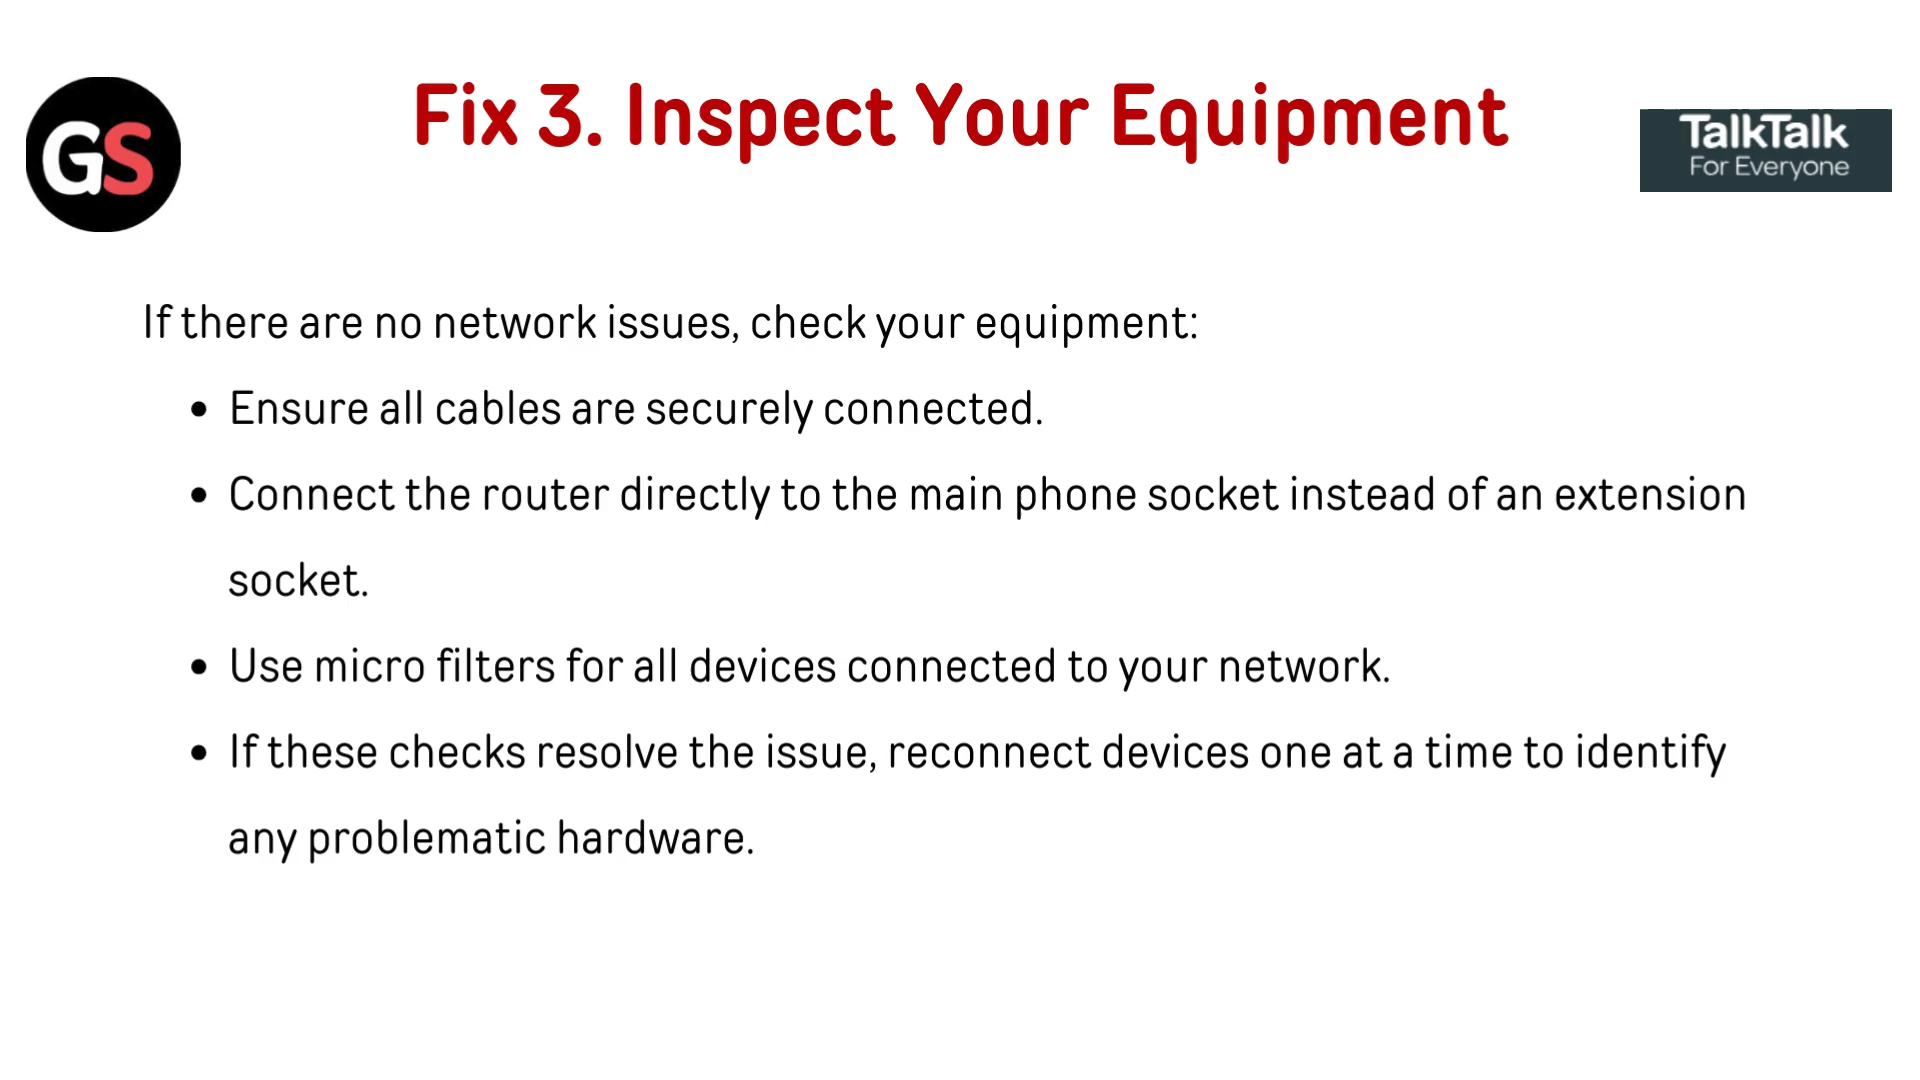 GS
Fix 3. Inspect Your Equipment
TalkTalk
For Everyone
If there are no network issues, check your equipment:
• Ensure all cables are securely connected.
• Connect the router directly to the main phone socket instead of an extension
socket.
• Use micro filters for all devices connected to your network.
• If these checks resolve the issue, reconnect devices one at a time to identify
any problematic hardware.